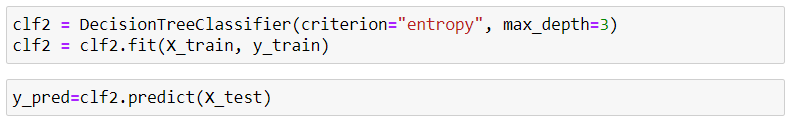 clf2 = DecisionTreeClassifier(criterion="entropy", max_depth=3)
clf2 = clf2.fit(X_train, y_train)
y_pred=clf2.predict(X_test)